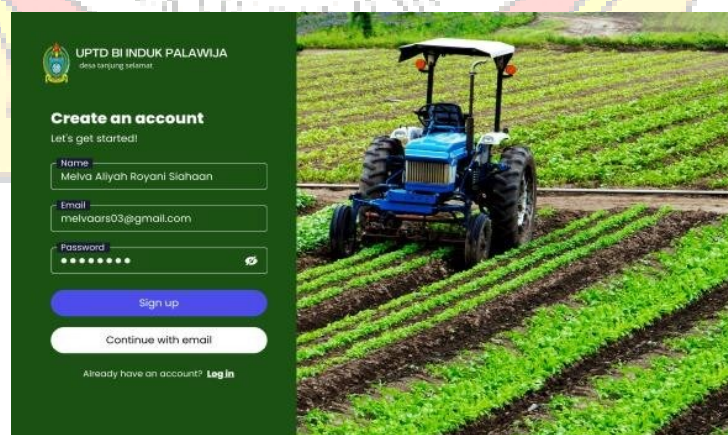 UPTD BI INDUK PALAWIJA
desa tanjung selamat
Create an account
Let's get started!
Name
Melva Aliyah Royani Siahaan
Email
melvaars03@gmail.com
Password
Sign up
Continue with email
Already have an account? Log in